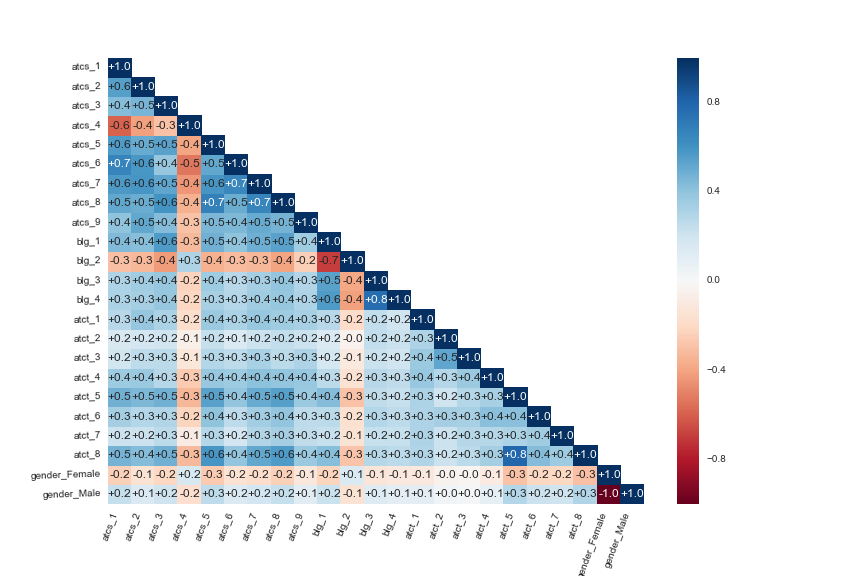 atcs_1 +1.0
atcs_2 +0.6 +1.0
atcs_3 +0.4 +0.5 +1.0
atcs_4 -0.6 -0.4 -0.3 +1.0
atcs_5 +0.6 +0.5 +0.5 -0.4 +1.0
atcs_6 +0.7 +0.6 +0.4 -0.5 +0.5 +1.0
atcs_7 +0.6 +0.6 +0.5 -0.4 +0.6 +0.7 +1.0
atcs_8 +0.5 +0.5 +0.6 -0.4 +0.7 +0.5 +0.7 +1.0
atcs_9 +0.4 +0.5 +0.4 -0.3 +0.5 +0.4 +0.5 +0.5 +1.0
blg_1 +0.4 +0.4 +0.6 -0.3 +0.5 +0.4 +0.5 +0.5 +0.4 +1.0
blg_2 -0.3 -0.3 -0.4 +0.3 -0.4 -0.3 -0.3 -0.4 -0.2 -0.7 +1.0
blg_3 +0.3 +0.4 +0.4 -0.2 +0.4 +0.3 +0.4 +0.4 +0.3 +0.5 -0.4 +1.0
blg_4 +0.3 +0.3 +0.4 -0.2 +0.3 +0.3 +0.4 +0.4 +0.3 +0.6 -0.4 +0.8 +1.0
atct_1 +0.3 +0.4 +0.3 -0.2 +0.4 +0.3 +0.4 +0.4 +0.3 +0.3 -0.2 +0.2 +0.2 +1.0
atct_2 +0.2 +0.2 +0.2 -0.1 +0.2 +0.1 +0.2 +0.2 +0.2 +0.2 -0.0 +0.2 +0.2 +0.3 +1.0
atct_3 +0.2 +0.3 +0.3 -0.1 +0.3 +0.3 +0.3 +0.3 +0.3 +0.2 -0.1 +0.2 +0.2 +0.4 +0.5 +1.0
atct_4 +0.4 +0.4 +0.3 -0.3 +0.4 +0.4 +0.4 +0.4 +0.3 +0.3 -0.2 +0.3 +0.3 +0.4 +0.3 +0.4 +1.0
atct_5 +0.5 +0.5 +0.5 -0.3 +0.5 +0.4 +0.5 +0.5 +0.4 +0.4 -0.3 +0.3 +0.3 +0.3 +0.2 +0.3 +0.3 +1.0
atct_6 +0.3 +0.3 +0.3 -0.2 +0.4 +0.3 +0.3 +0.4 +0.3 +0.3 -0.2 +0.2 +0.3 +0.3 +0.3 +0.3 +0.4 +0.4 +1.0
atct_7 +0.2 +0.2 +0.3 -0.1 +0.3 +0.2 +0.3 +0.3 +0.3 +0.2 -0.1 +0.2 +0.2 +0.3 +0.2 +0.3 +0.3 +0.3 +0.4 +1.0
atct_8 +0.5 +0.4 +0.5 -0.3 +0.6 +0.4 +0.5 +0.6 +0.4 +0.4 -0.3 +0.3 +0.3 +0.4 +0.2 +0.3 +0.3 +0.8 +0.4 +0.4 +1.0
gender_Female -0.2 -0.1 -0.2 +0.2 -0.3 -0.2 -0.2 -0.2 -0.2 -0.1 -0.2 +0.1 -0.1 -0.1 -0.1 -0.0 -0.0 -0.1 -0.3 -0.2 -0.2 -0.3 +1.0
gender_Male +0.2 +0.1 +0.2 -0.2 +0.3 +0.2 +0.2 +0.2 +0.1 +0.2 -0.1 +0.1 +0.1 +0.1 +0.0 +0.0 +0.1 +0.3 +0.2 +0.2 +0.3 -1.0 +1.0
atcs_1 atcs_2 atcs_3 atcs_4 atcs_5 atcs_6 atcs_7 atcs_8 atcs_9 blg_1 blg_2 blg_3 blg_4 atct_1 atct_2 atct_3 atct_4 atct_5 atct_6 atct_7 atct_8 gender_Female gender_Male
0.8
0.4
0.0
−0.4
−0.8